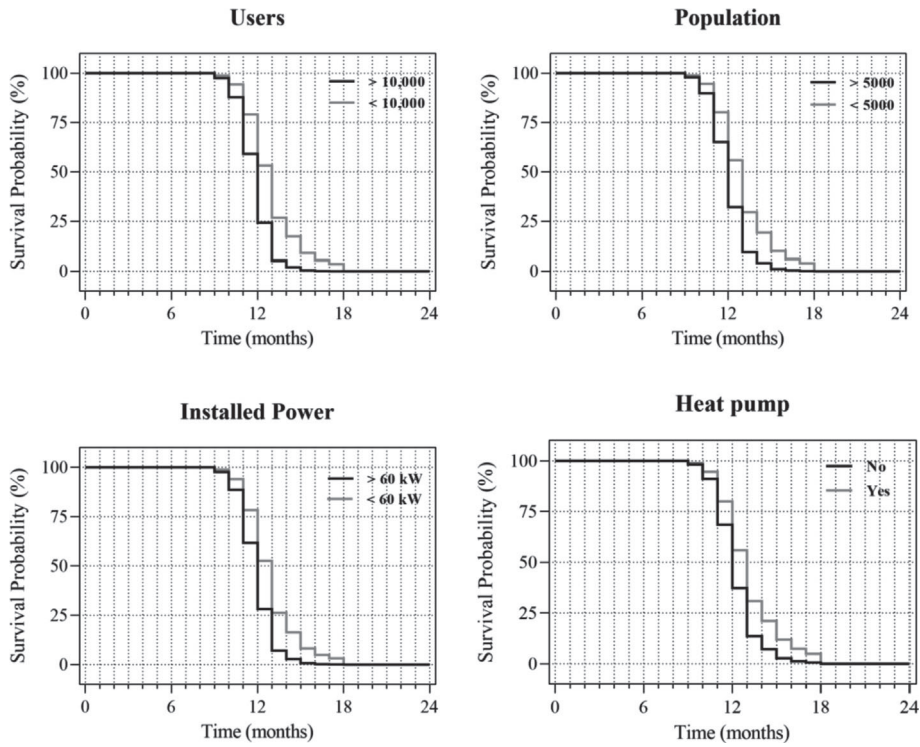 Users
Survival Probability (%)
100
75
50
25
0
> 10,000
< 10,000
0 6 12 18 24
Time (months)
Population
Survival Probability (%)
100
75
50
25
0
> 5000
< 5000
0 6 12 18 24
Time (months)
Installed Power
Survival Probability (%)
100
75
50
25
0
> 60 kW
< 60 kW
0 6 12 18 24
Time (months)
Heat pump
Survival Probability (%)
100
75
50
25
0
No
Yes
0 6 12 18 24
Time (months)